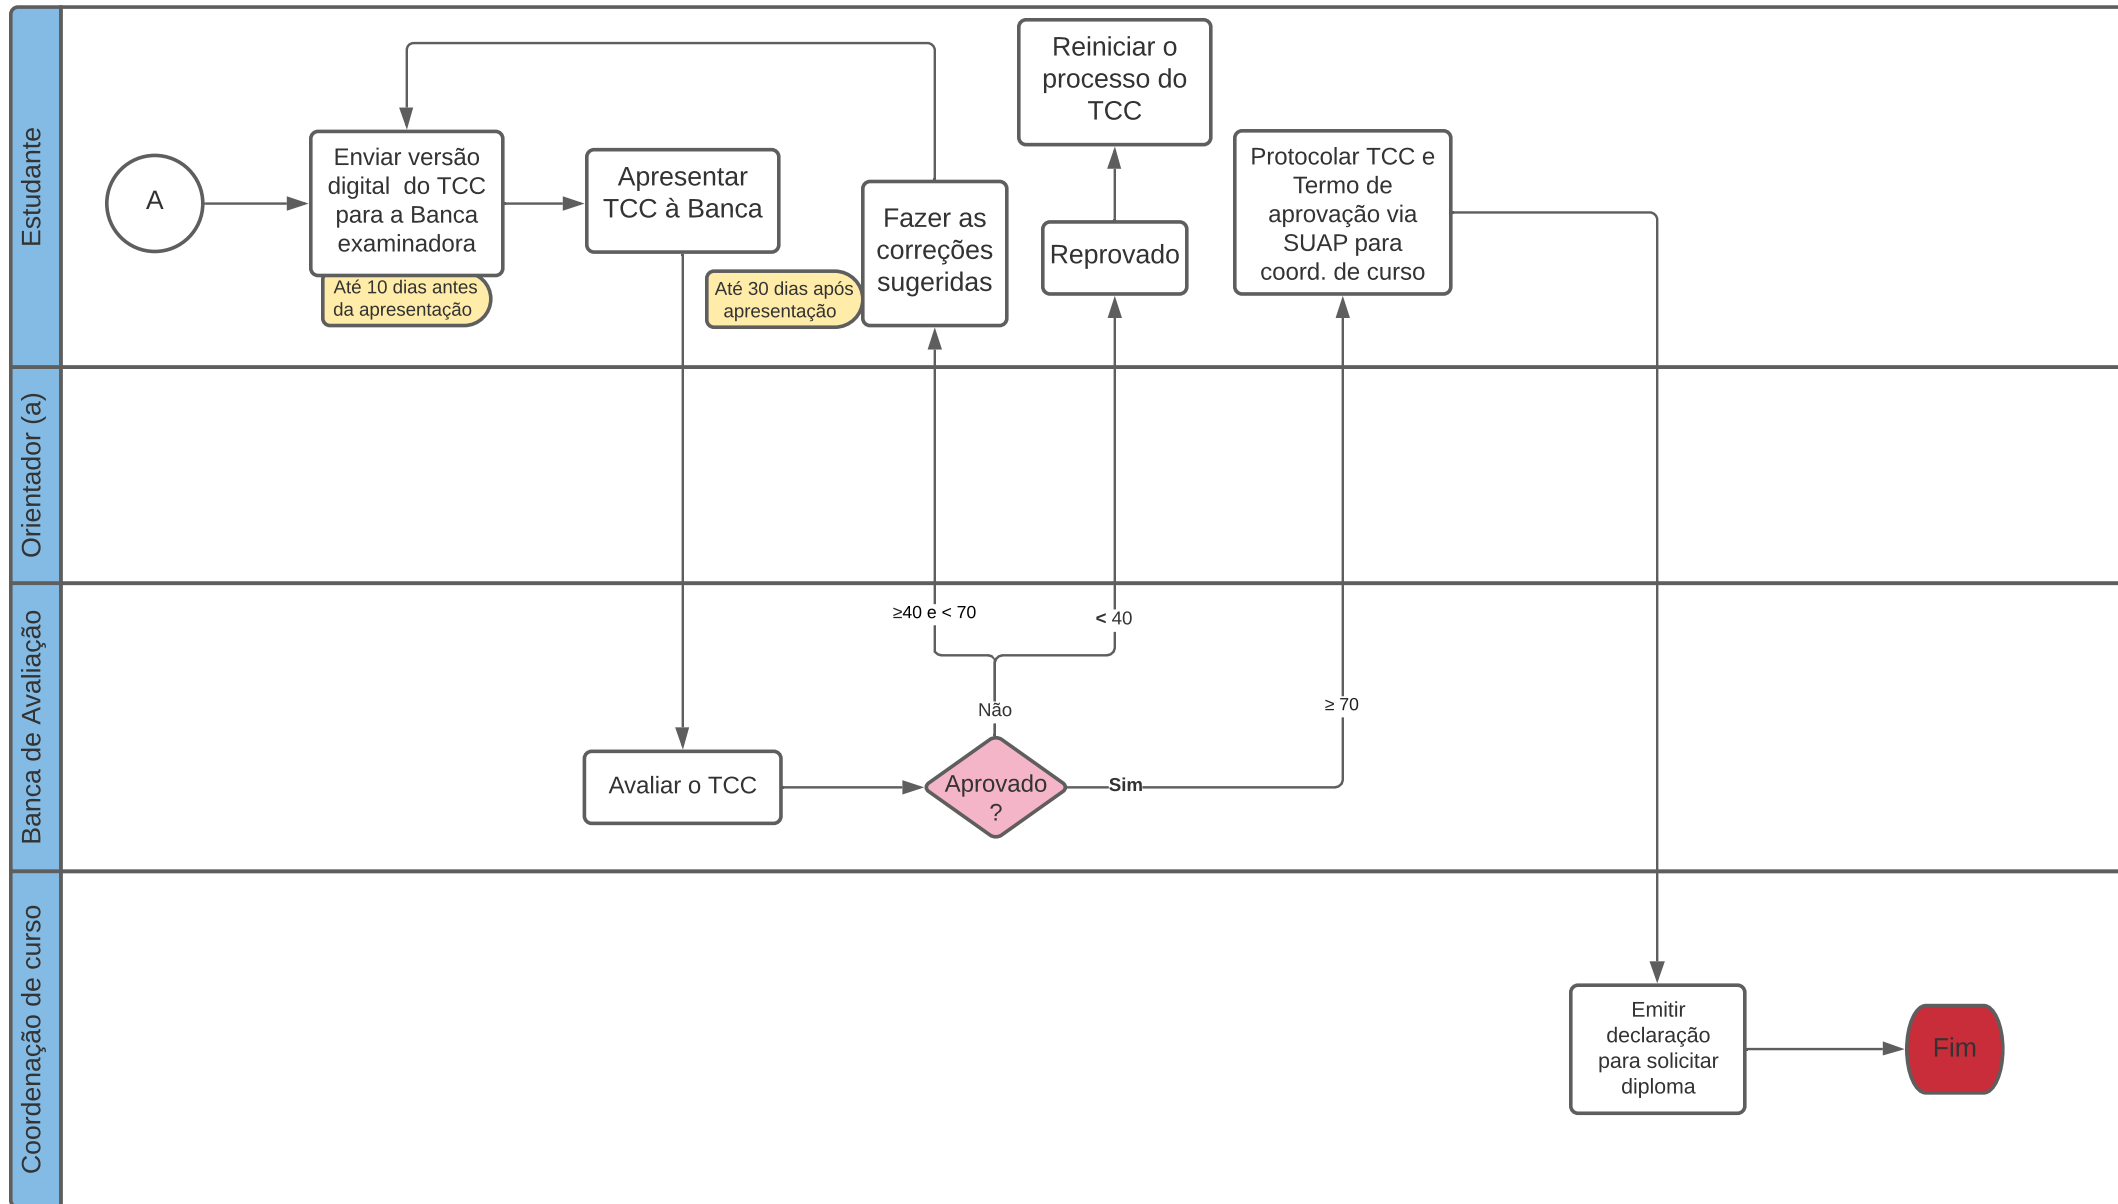 Estudante
A
Enviar versão
digital do TCC
para a Banca
examinadora
Até 10 dias antes
da apresentação
Apresentar
TCC à Banca
Até 30 dias após
apresentação
Fazer as
correções
sugeridas
Reiniciar o
processo do
TCC
Reprovado
Protocolar TCC e
Termo de
aprovação via
SUAP para
coord. de curso
Orientador (a)
Banca de Avaliação
≥40 e < 70
< 40
≥ 70
Não
Avaliar o TCC
Aprovado
?
Sim
Coordenação de curso
Emitir
declaração
para solicitar
diploma
Fim